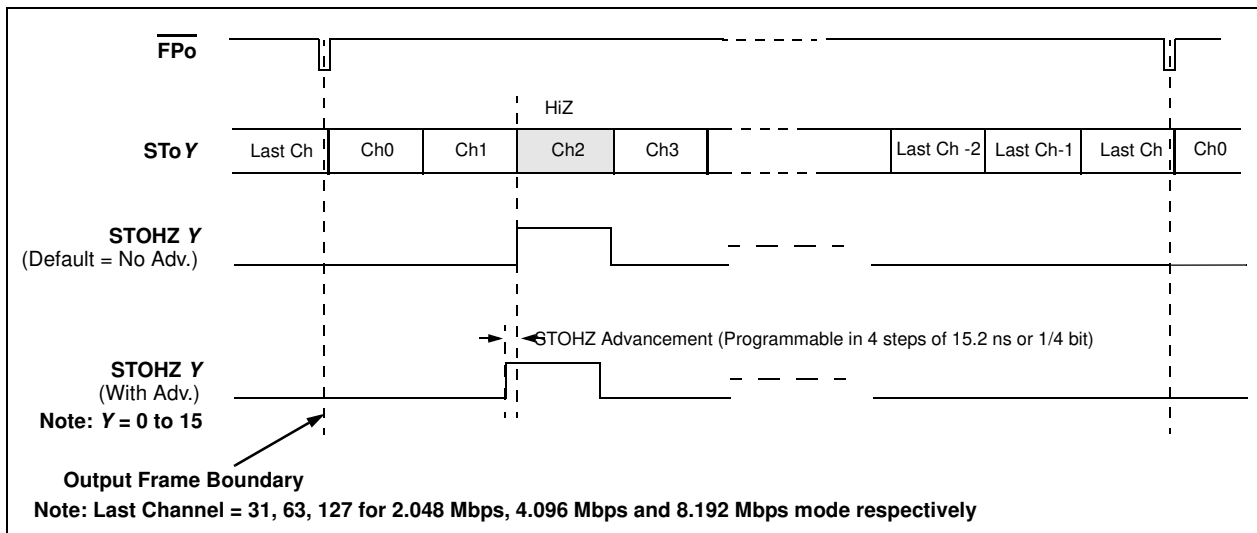 FPo
HiZ
SToY Last Ch Ch0 Ch1 Ch2 Ch3 Last Ch -2 Last Ch-1 Last Ch Ch0
STOHZ Y
(Default = No Adv.)
STOHZ Advancement (Programmable in 4 steps of 15.2 ns or 1/4 bit)
STOHZ Y
(With Adv.)
Note: Y = 0 to 15
Output Frame Boundary
Note: Last Channel = 31, 63, 127 for 2.048 Mbps, 4.096 Mbps and 8.192 Mbps mode respectively